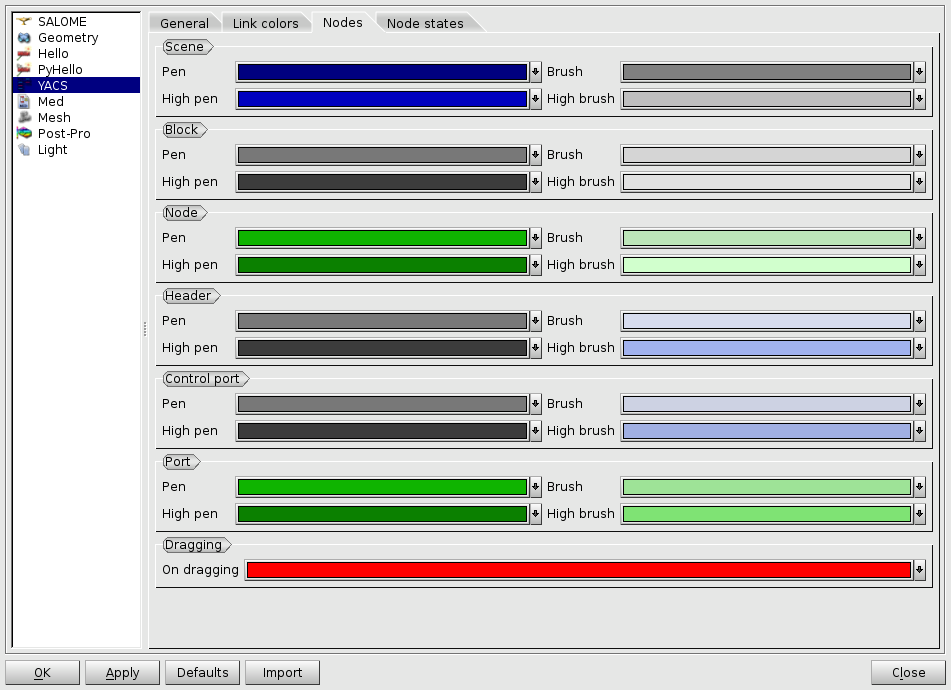 SALOME
Geometry
Hello
PyHello
YACS
Med
Mesh
Post-Pro
Light
General Link colors Nodes Node states
Scene
Pen Brush
High pen High brush
Block
Pen Brush
High pen High brush
Node
Pen Brush
High pen High brush
Header
Pen Brush
High pen High brush
Control port
Pen Brush
High pen High brush
Port
Pen Brush
High pen High brush
Dragging
On dragging
OK Apply Defaults Import Close